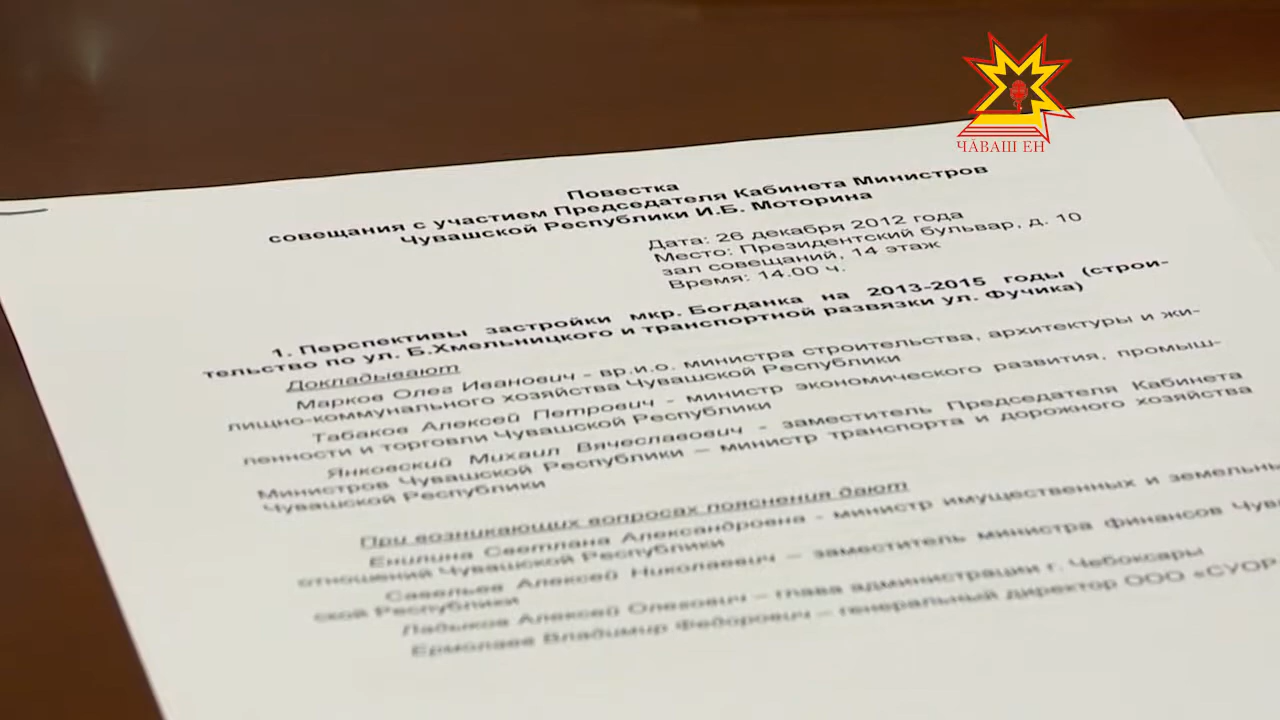 ЧӐВАШ ЕН
Повестка
совещания с участием Председателя Кабинета Министров
Чувашской Республики И.Б. Моторина
Дата: 26 декабря 2012 года
Место: Президентский бульвар, д. 10
зал совещаний, 14 этаж
Время: 14.00 ч.
1. Перспективы застройки мкр. Богданка на 2013-2015 годы (строи-
тельство по ул. Б.Хмельницкого и транспортной развязки ул. Фучика)
Докладывают
Марков Олег Иванович - вр.и.о. министра строительства, архитектуры и жи-
лищно-коммунального хозяйства Чувашской Республики
Табаков Алексей Петрович - министр экономического развития, промыш-
ленности и торговли Чувашской Республики
Янковский Михаил Вячеславович - заместитель Председателя Кабинета
Министров Чувашской Республики – министр транспорта и дорожного хозяйства
Чувашской Республики
При возникающих вопросах пояснения дают
Енилина Светлана Александровна - министр имущественных и земельны
отношений Чувашской Республики
Савельев Алексей Николаевич – заместитель министра финансов Чув
ской Республики
Ладыков Алексей Олегович – глава администрации г. Чебоксары
Ермолаев Владимир Федорович – генеральный директор ООО «СУОР